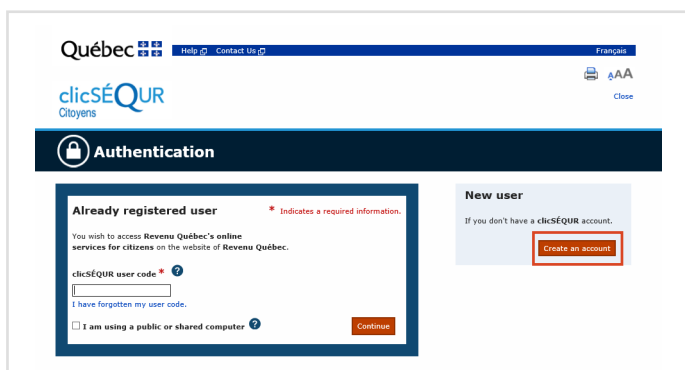 Québec
Help Contact Us Français
AAA
clicSÉQUR
Citoyens
Close
Authentication
Already registered user
* Indicates a required information.
You wish to access Revenu Québec's online
services for citizens on the website of Revenu Québec.
clicSÉQUR user code * ?
I have forgotten my user code.
I am using a public or shared computer ?
Continue
New user
If you don't have a clicSÉQUR account.
Create an account